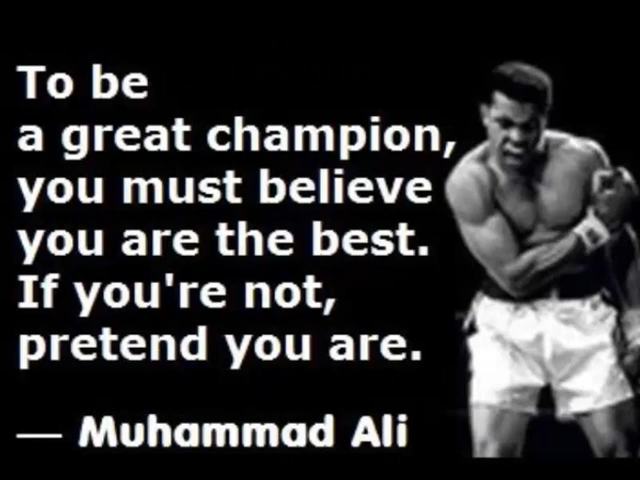 To be
a great champion,
you must believe
you are the best.
If you're not,
pretend you are.
— Muhammad Ali